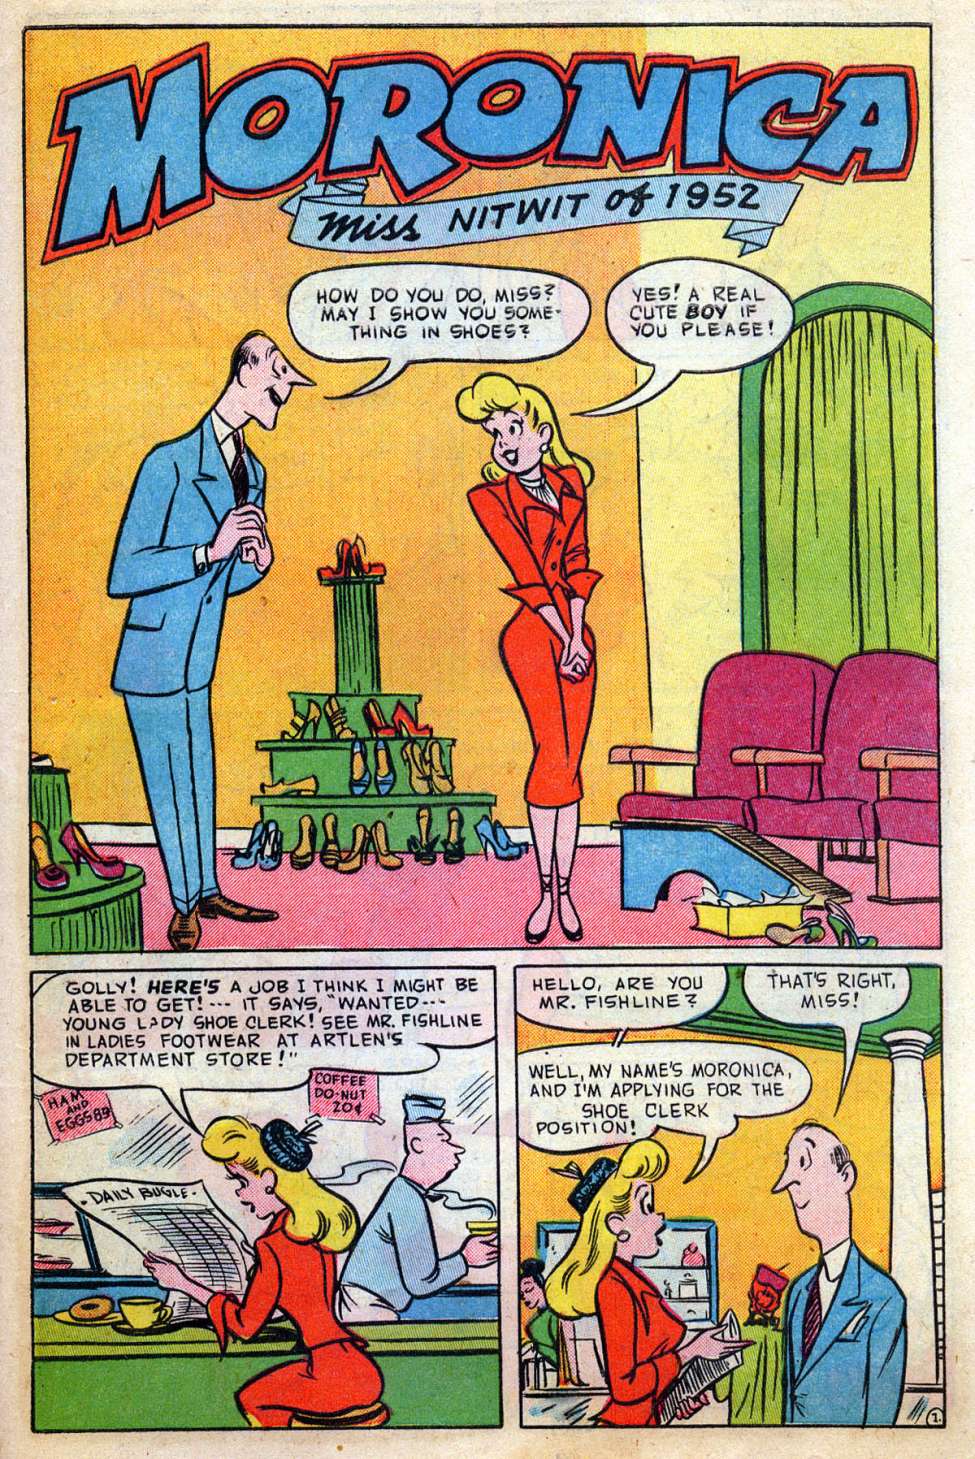 MORONICA
Miss NITWIT of 1952
HOW DO YOU DO, MISS?
MAY I SHOW YOU SOME-
THING IN SHOES?
YES! A REAL
CUTE BOY IF
YOU PLEASE!
GOLLY! HERE'S A JOB I THINK I MIGHT BE
ABLE TO GET! --- IT SAYS, "WANTED---
YOUNG LADY SHOE CLERK! SEE MR. FISHLINE
IN LADIES FOOTWEAR AT ARTLEN'S
DEPARTMENT STORE!"
HAM
AND
EGGS 89
COFFEE
DO-NUT
20¢
DAILY BUGLE
HELLO, ARE YOU
MR. FISHLINE?
THAT'S RIGHT,
MISS!
WELL, MY NAME'S MORONICA,
AND I'M APPLYING FOR THE
SHOE CLERK
POSITION!
1.